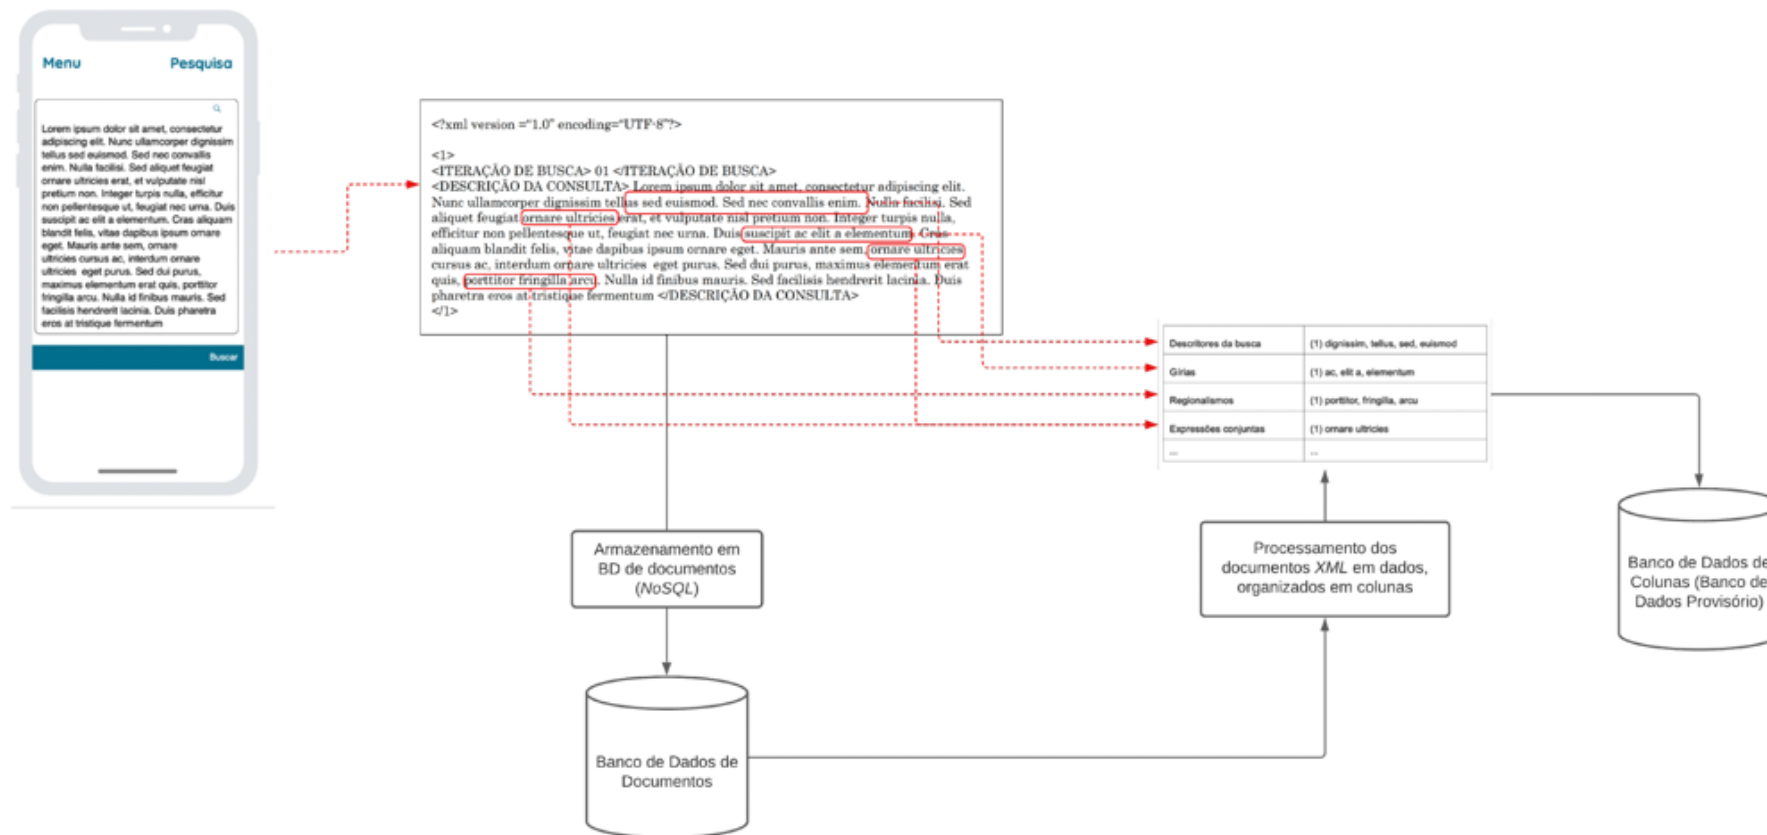 Menu Pesquisa
Lorem ipsum dolor sit amet, consectetur
adipiscing elit. Nunc ullamcorper dignissim
tellus sed euismod. Sed nec convallis
enim. Nulla facilisi. Sed aliquet feugiat
ornare ultricies erat, et vulputate nisl
pretium non. Integer turpis nulla, efficitur
non pellentesque ut, feugiat nec urna. Duis
suscipit ac elit a elementum. Cras aliquam
blandit felis, vitae dapibus ipsum ornare
eget. Mauris ante sem, ornare
ultricies cursus ac, interdum ornare
ultricies eget purus. Sed dui purus,
maximus elementum erat quis, porttitor
fringilla arcu. Nulla id finibus mauris. Sed
facilisis hendrerit lacinia. Duis pharetra
eros at tristique fermentum
Buscar
<?xml version ="1.0" encoding="UTF-8"?>
<1>
<ITERAÇÃO DE BUSCA> 01 </ITERAÇÃO DE BUSCA>
<DESCRIÇÃO DA CONSULTA> Lorem ipsum dolor sit amet, consectetur adipiscing elit.
Nunc ullamcorper dignissim tellus sed euismod. Sed nec convallis enim. Nulla facilisi. Sed
aliquet feugiat ornare ultricies erat, et vulputate nisl pretium non. Integer turpis nulla,
efficitur non pellentesque ut, feugiat nec urna. Duis suscipit ac elit a elementum. Cras
aliquam blandit felis, vitae dapibus ipsum ornare eget. Mauris ante sem, ornare ultricies
cursus ac, interdum ornare ultricies eget purus. Sed dui purus, maximus elementum erat
quis, porttitor fringilla arcu. Nulla id finibus mauris. Sed facilisis hendrerit lacinia. Duis
pharetra eros at tristique fermentum </DESCRIÇÃO DA CONSULTA>
</1>
Descritores da busca (1) dignissim, tellus, sed, euismod
Gírias (1) ac, elit a, elementum
Regionalismos (1) porttitor, fringilla, arcu
Expressões conjuntas (1) ornare ultricies
... ...
Armazenamento em
BD de documentos
(NoSQL)
Processamento dos
documentos XML em dados,
organizados em colunas
Banco de Dados de
Colunas (Banco de
Dados Provisório)
Banco de Dados de
Documentos